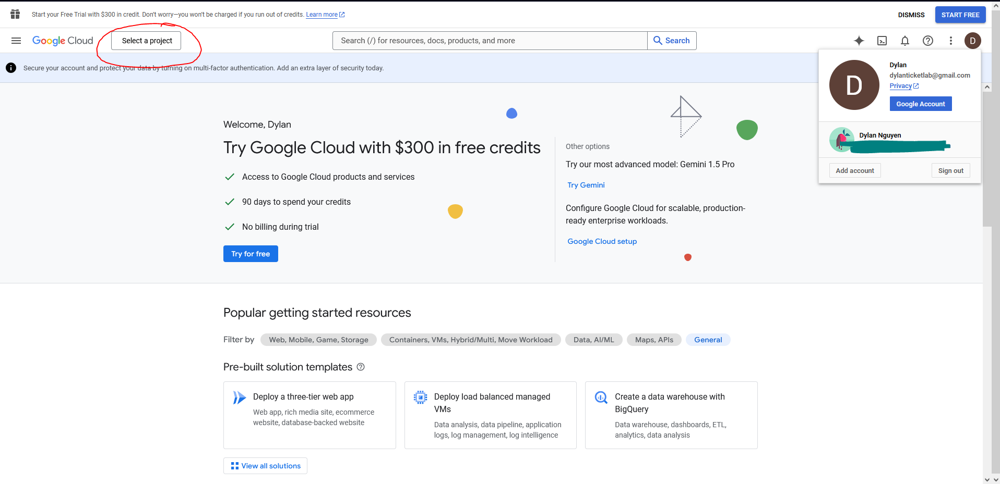 Start your Free Trial with $300 in credit. Don't worry—you won't be charged if you run out of credits. Learn more
DISMISS
START FREE
Google Cloud
Select a project
Search (/) for resources, docs, products, and more
Search
D
Secure your account and protect your data by turning on multi-factor authentication. Add an extra layer of security today.
D
Dylan
dylanticketlab@gmail.com
Privacy
Google Account
Dylan Nguyen
Add account
Sign out
Welcome, Dylan
Try Google Cloud with $300 in free credits
Access to Google Cloud products and services
90 days to spend your credits
No billing during trial
Try for free
Other options
Try our most advanced model: Gemini 1.5 Pro
Try Gemini
Configure Google Cloud for scalable, production-
ready enterprise workloads.
Google Cloud setup
Popular getting started resources
Filter by
Web, Mobile, Game, Storage
Containers, VMs, Hybrid/Multi, Move Workload
Data, AI/ML
Maps, APIs
General
Pre-built solution templates
Deploy a three-tier web app
Web app, rich media site, ecommerce
website, database-backed website
Deploy load balanced managed
VMs
Data analysis, data pipeline, application
logs, log management, log intelligence
Create a data warehouse with
BigQuery
Data warehouse, dashboards, ETL,
analytics, data analysis
View all solutions